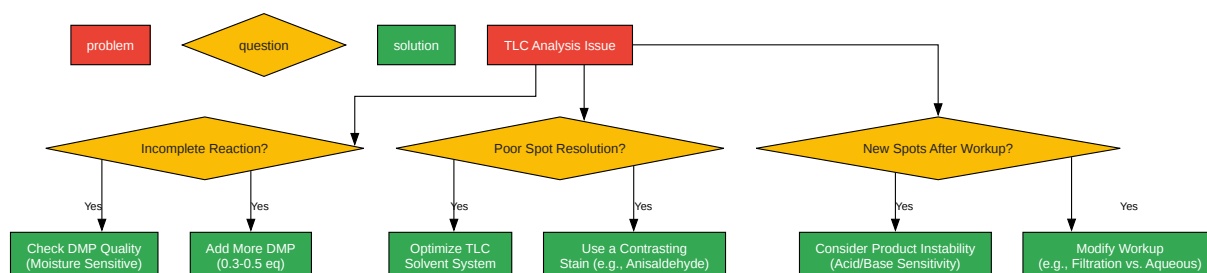 problem
question
solution
TLC Analysis Issue
Incomplete Reaction?
Poor Spot Resolution?
New Spots After Workup?
Yes
Yes
Yes
Yes
Yes
Yes
Check DMP Quality
(Moisture Sensitive)
Add More DMP
(0.3-0.5 eq)
Optimize TLC
Solvent System
Use a Contrasting
Stain (e.g., Anisaldehyde)
Consider Product Instability
(Acid/Base Sensitivity)
Modify Workup
(e.g., Filtration vs. Aqueous)